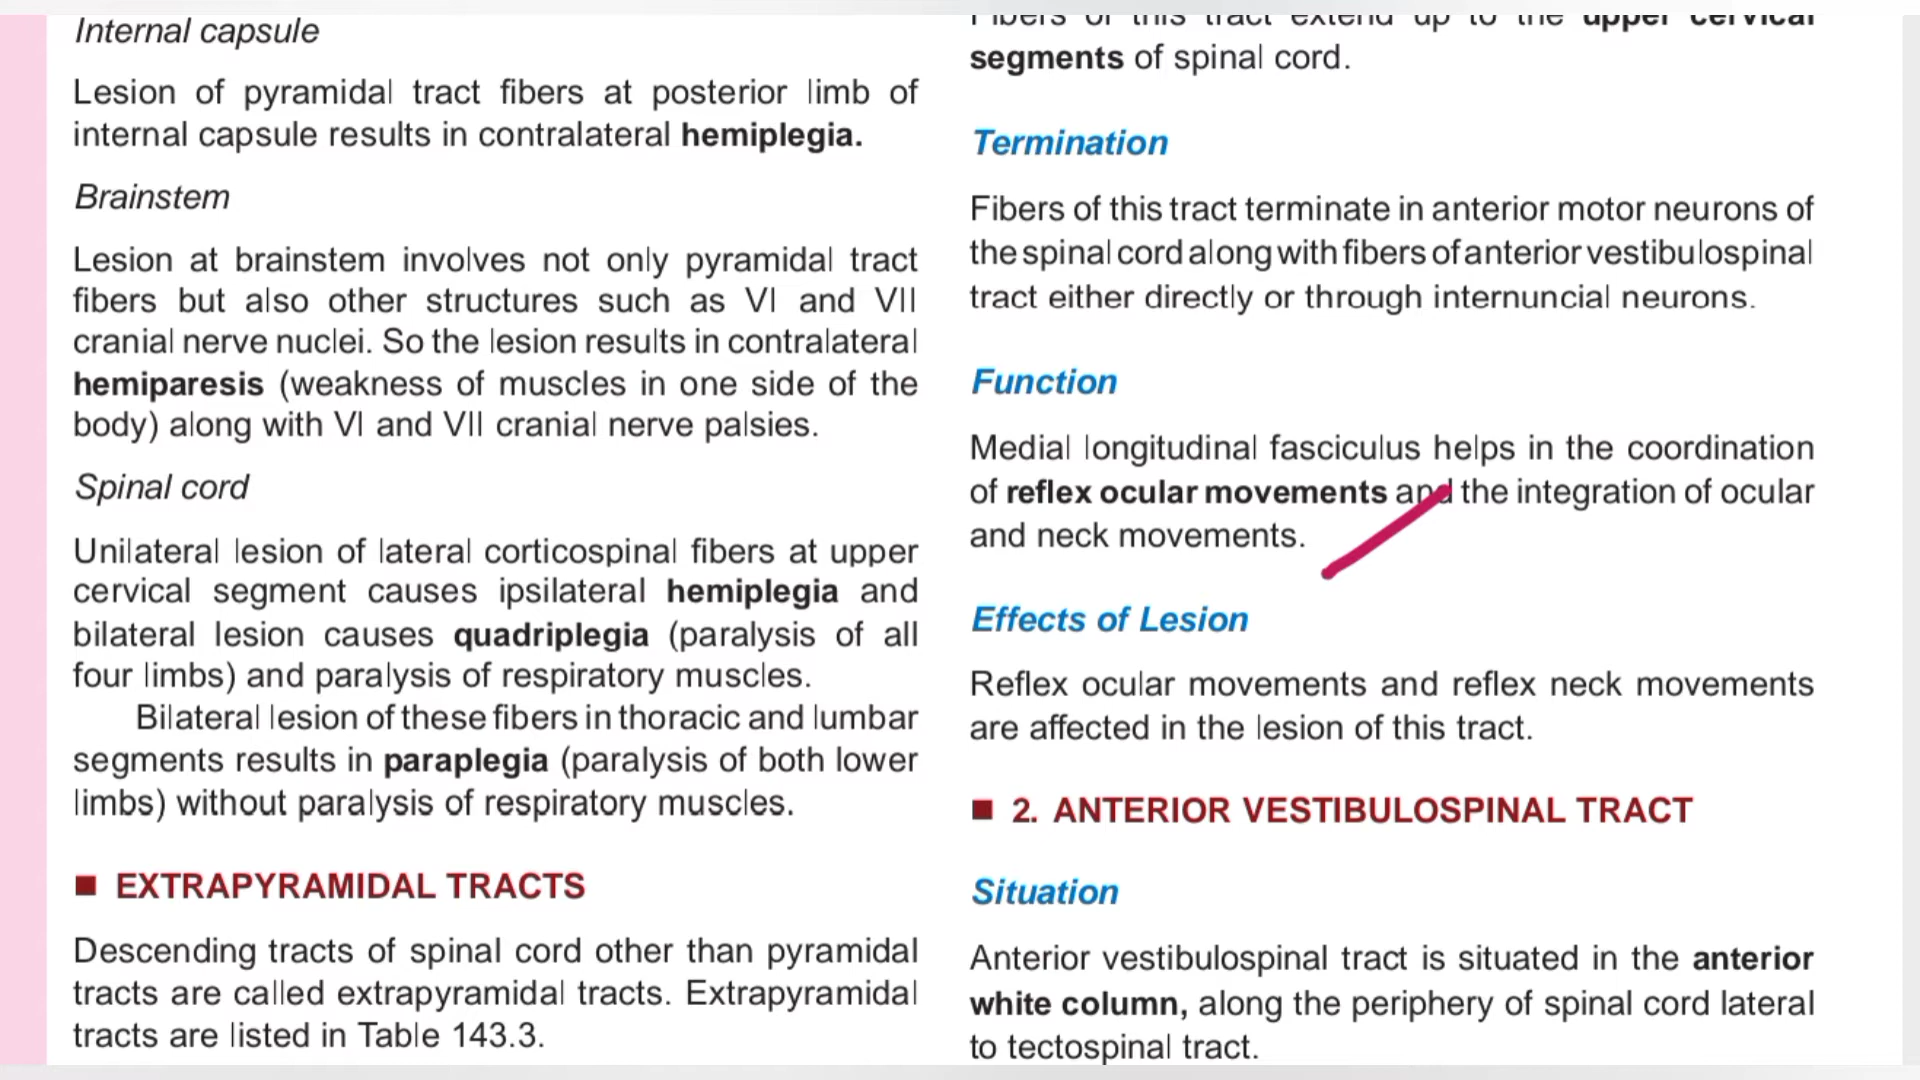 Internal capsule
Lesion of pyramidal tract fibers at posterior limb of
internal capsule results in contralateral hemiplegia.
Brainstem
Lesion at brainstem involves not only pyramidal tract
fibers but also other structures such as VI and VII
cranial nerve nuclei. So the lesion results in contralateral
hemiparesis (weakness of muscles in one side of the
body) along with VI and VII cranial nerve palsies.
Spinal cord
Unilateral lesion of lateral corticospinal fibers at upper
cervical segment causes ipsilateral hemiplegia and
bilateral lesion causes quadriplegia (paralysis of all
four limbs) and paralysis of respiratory muscles.
Bilateral lesion of these fibers in thoracic and lumbar
segments results in paraplegia (paralysis of both lower
limbs) without paralysis of respiratory muscles.
■ EXTRAPYRAMIDAL TRACTS
Descending tracts of spinal cord other than pyramidal
tracts are called extrapyramidal tracts. Extrapyramidal
tracts are listed in Table 143.3.
Fibers of this tract extend up to the upper cervical
segments of spinal cord.
Termination
Fibers of this tract terminate in anterior motor neurons of
the spinal cord along with fibers of anterior vestibulospinal
tract either directly or through internuncial neurons.
Function
Medial longitudinal fasciculus helps in the coordination
of reflex ocular movements and the integration of ocular
and neck movements.
Effects of Lesion
Reflex ocular movements and reflex neck movements
are affected in the lesion of this tract.
■ 2. ANTERIOR VESTIBULOSPINAL TRACT
Situation
Anterior vestibulospinal tract is situated in the anterior
white column, along the periphery of spinal cord lateral
to tectospinal tract.